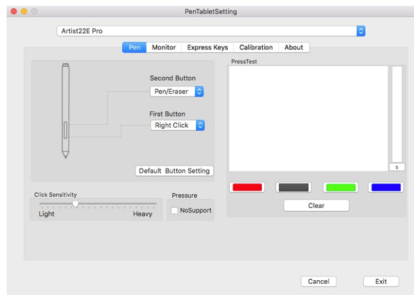 PenTabletSetting
Artist22E Pro
Pen Monitor Express Keys Calibration About
Second Button
Pen/Eraser
First Button
Right Click
Default Button Setting
Click Sensitivity
Light Heavy
Pressure
NoSupport
PressTest
0
Clear
Cancel Exit